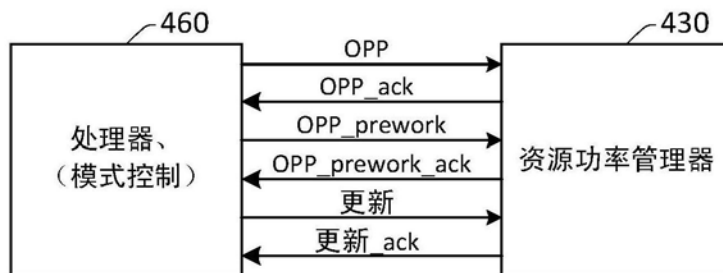 460
430
OPP
OPP_ack
OPP_prework
OPP_prework_ack
更新
更新_ack
处理器、
（模式控制）
资源功率管理器